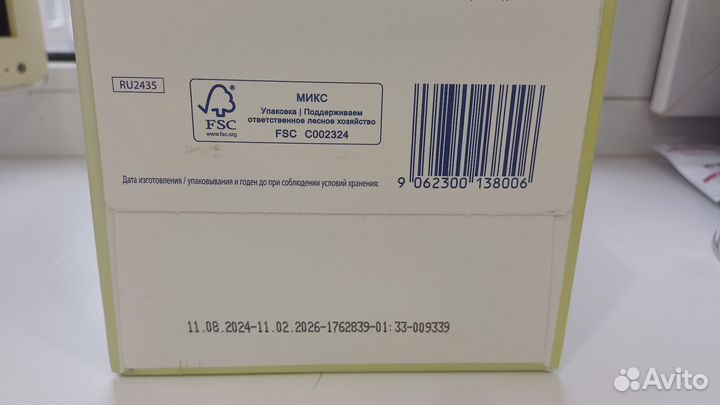 RU2435
FSC
www.fsc.org
МИКС
Упаковка | Поддерживаем
ответственное лесное хозяйство
FSC C002324
Дата изготовления / упаковывания и годен до при соблюдении условий хранения:
9 062300 138006
11.08.2024-11.02.2026-1762839-01:33-009339
Avito